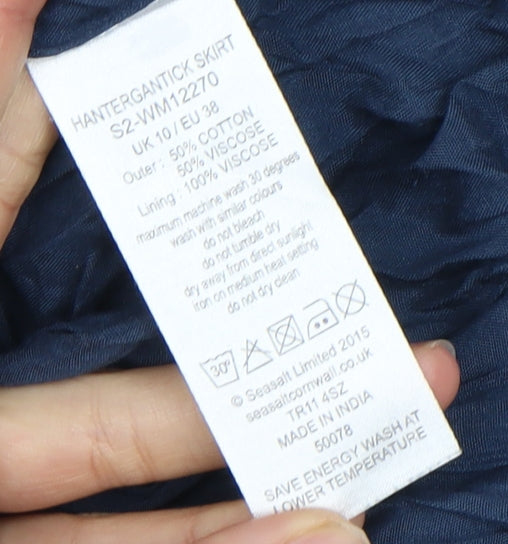 HANTERGANTICK SKIRT
S2-WM12270
UK 10 / EU 38
Outer : 50% COTTON
50% VISCOSE
Lining : 100% VISCOSE
maximum machine wash 30 degrees
wash with similar colours
do not bleach
do not tumble dry
dry away from direct sunlight
iron on medium heat setting
do not dry clean
30°
© Seasalt Limited 2015
seasaltcornwall.co.uk
TR11 4SZ
MADE IN INDIA
50078
SAVE ENERGY WASH AT
LOWER TEMPERATURE